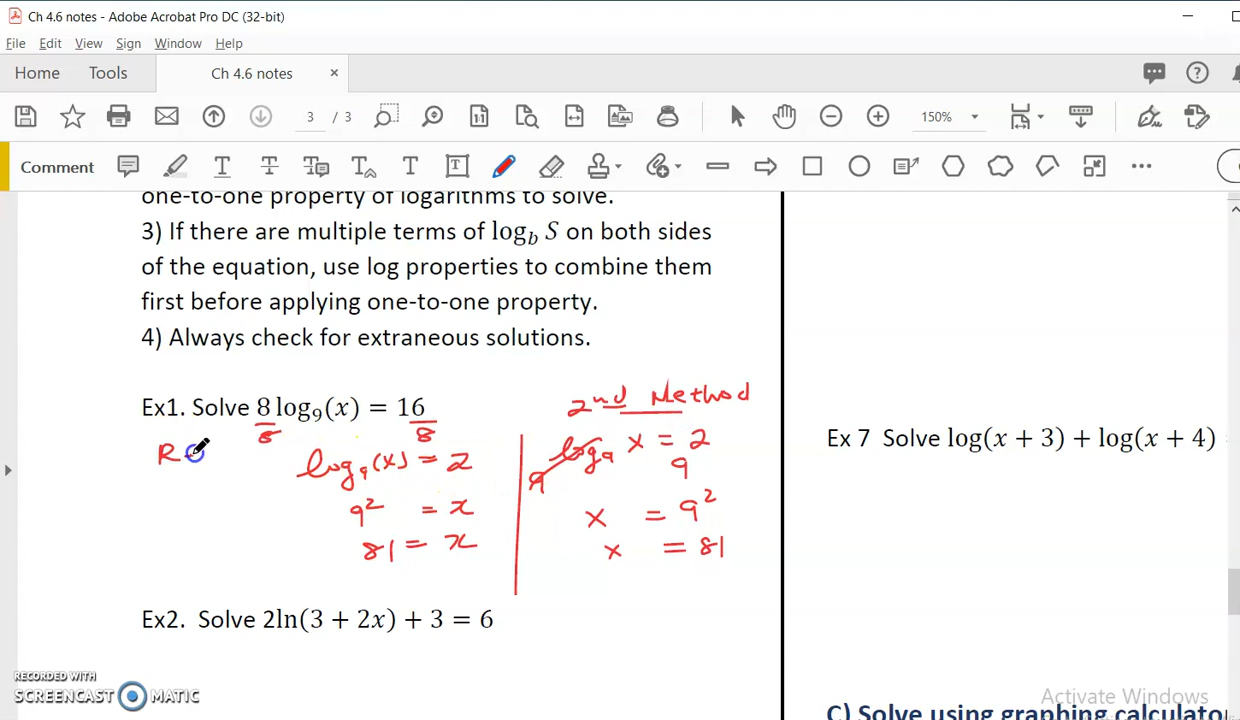 Ch 4.6 notes - Adobe Acrobat Pro DC (32-bit)
File Edit View Sign Window Help
Home Tools Ch 4.6 notes ×
3 / 3 150%
Comment
one-to-one property of logarithms to solve.
3) If there are multiple terms of log_b S on both sides
of the equation, use log properties to combine them
first before applying one-to-one property.
4) Always check for extraneous solutions.
Ex1. Solve 8 log₉(x) = 16
8 8
R
log₉(x) = 2
9² = x
81 = x
2nd Method
9^(log₉ x) = 9^2
x = 9²
x = 81
Ex2. Solve 2ln(3 + 2x) + 3 = 6
Ex 7 Solve log(x + 3) + log(x + 4)
C) Solve using graphing calculator
RECORDED WITH
SCREENCAST MATIC
Activate Windows